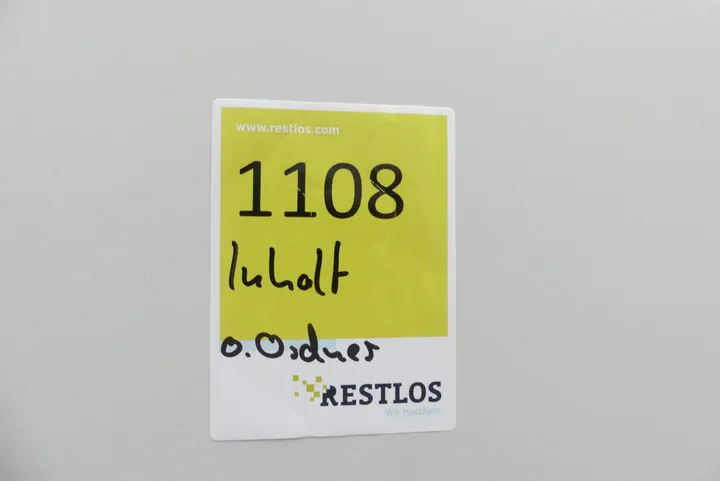 www.restlos.com
1108
Inhalt
o. Ordner
RESTLOS
Wir handeln.